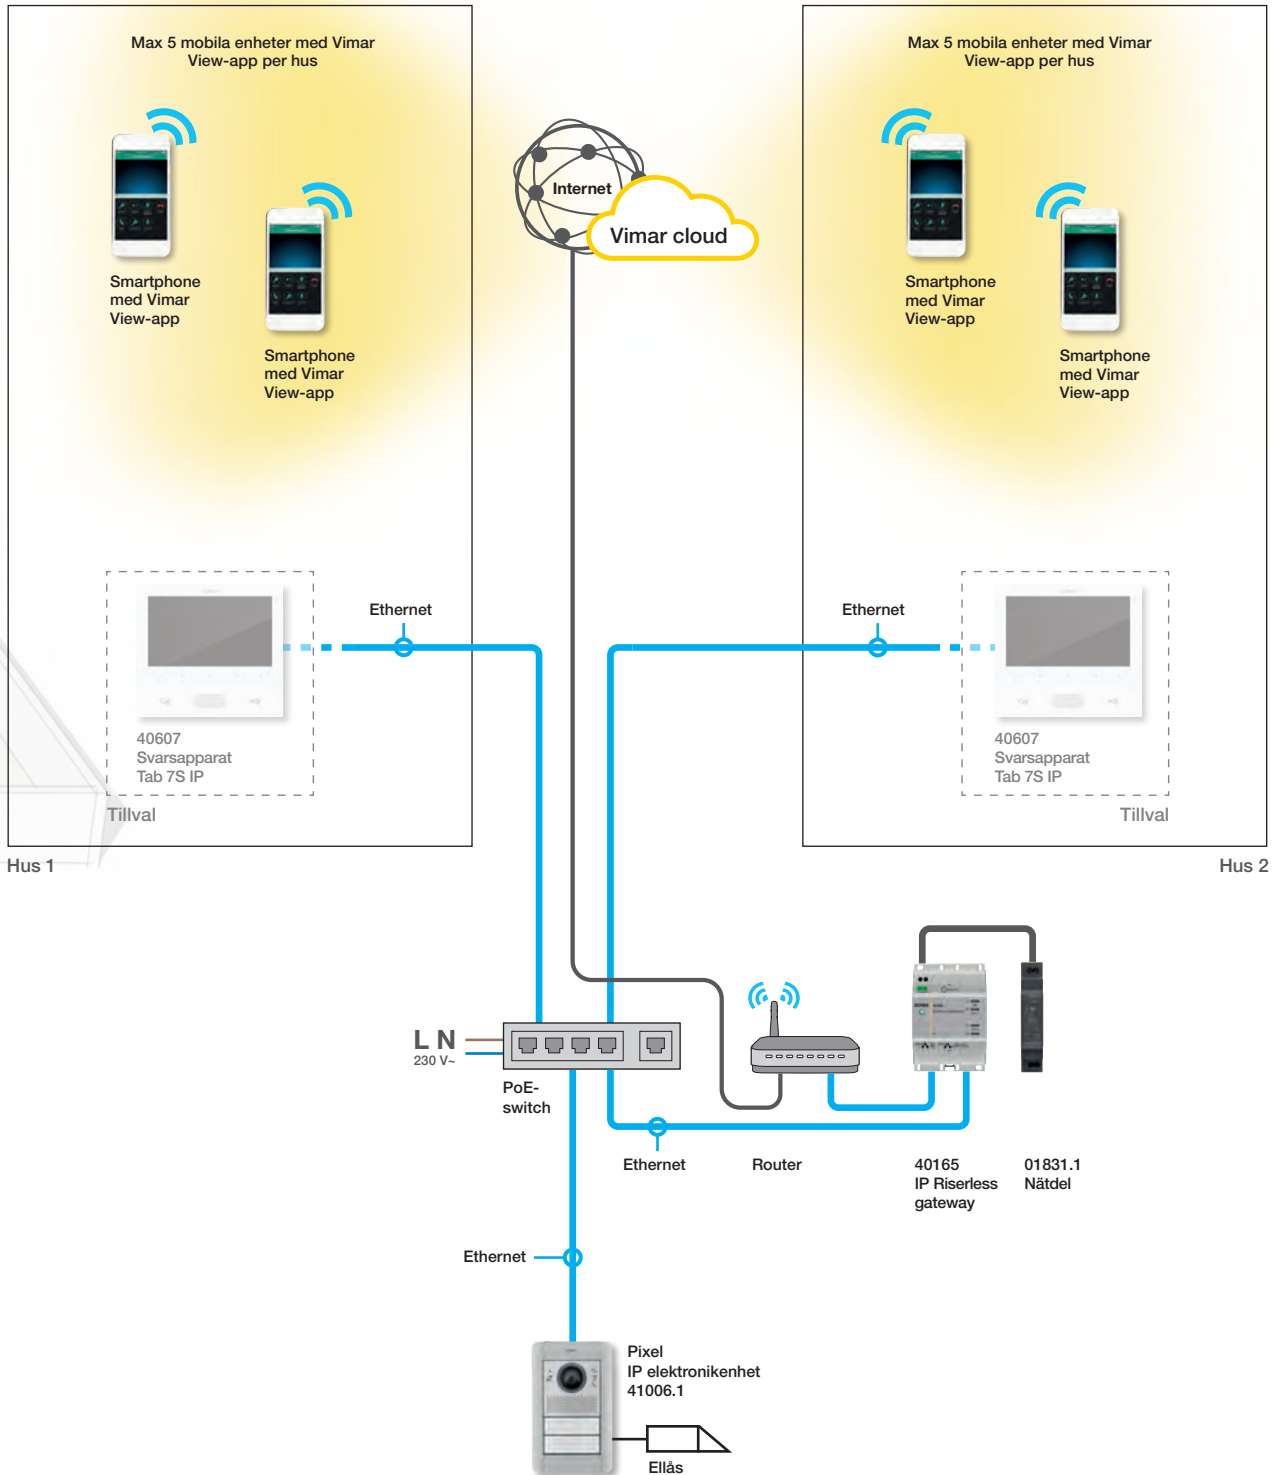 Max 5 mobila enheter med Vimar
View-app per hus
Max 5 mobila enheter med Vimar
View-app per hus
Internet
Vimar cloud
Smartphone
med Vimar
View-app
Smartphone
med Vimar
View-app
Smartphone
med Vimar
View-app
Smartphone
med Vimar
View-app
Ethernet
Ethernet
40607
Svarsapparat
Tab 7S IP
Tillval
40607
Svarsapparat
Tab 7S IP
Tillval
Hus 1
Hus 2
L N
230 V~
PoE-
switch
Ethernet
Router
40165
IP Riserless
gateway
01831.1
Nätdel
Ethernet
Pixel
IP elektronikenhet
41006.1
Ellås